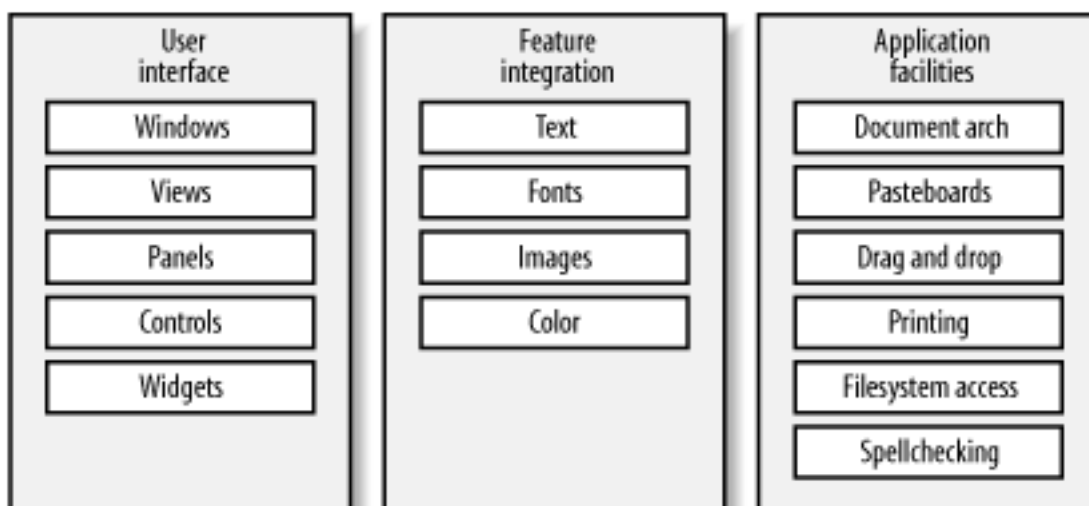 User
interface
Windows
Views
Panels
Controls
Widgets
Feature
integration
Text
Fonts
Images
Color
Application
facilities
Document arch
Pasteboards
Drag and drop
Printing
Filesystem access
Spellchecking